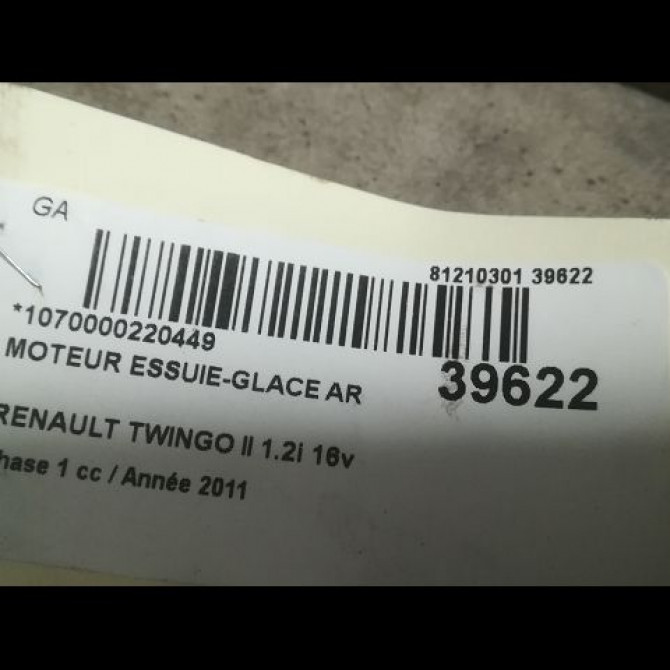 GA
81210301 39622
*1070000220449
MOTEUR ESSUIE-GLACE AR
39622
RENAULT TWINGO II 1.2i 16v
hase 1 cc / Année 2011